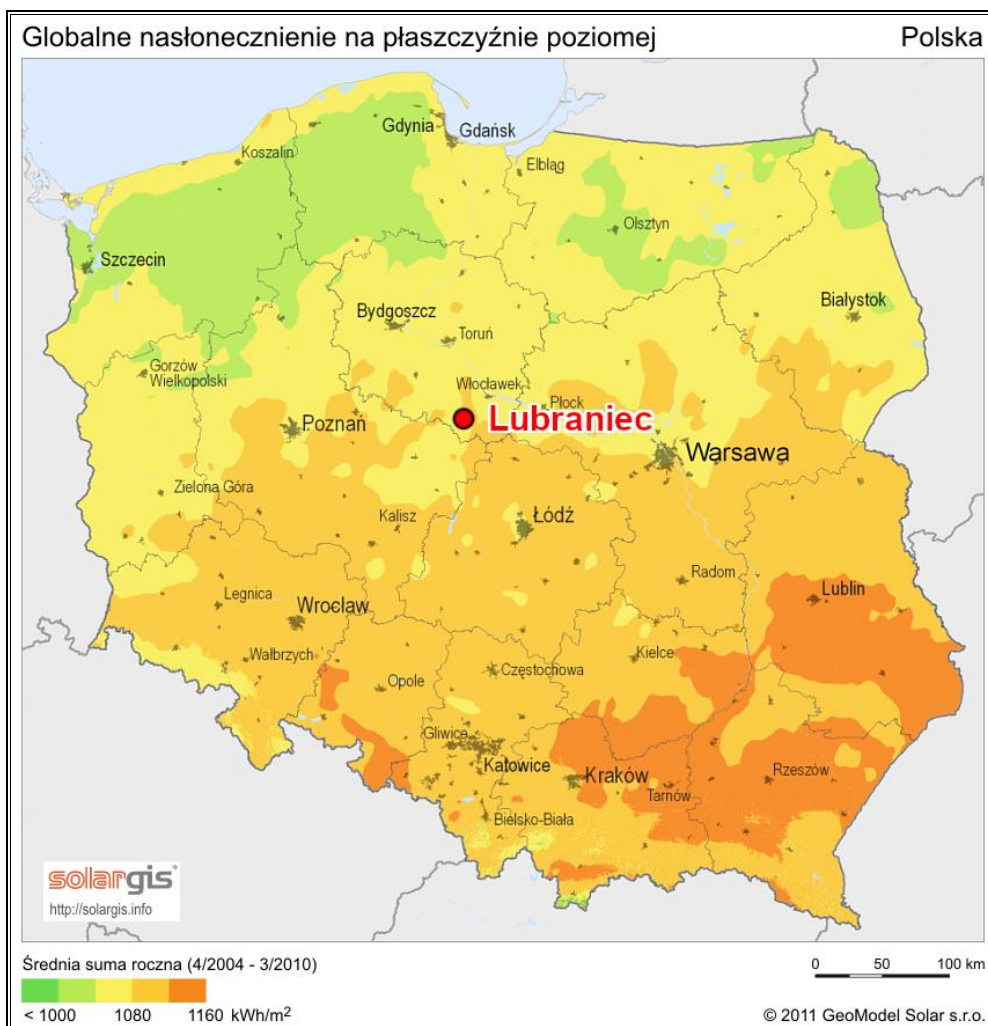 Globalne nasłonecznienie na płaszczyźnie poziomej
Polska
Gdynia
Gdańsk
Koszalin
Elbląg
Olsztyn
Szczecin
Białystok
Bydgoszcz
Toruń
Gorzów
Wielkopolski
Włocławek
Płock
Poznań
Lubraniec
Warsawa
Zielona Góra
Kalisz
Łódź
Radom
Legnica
Wrocław
Lublin
Wałbrzych
Opole
Częstochowa
Kielce
Gliwice
Katowice
Kraków
Tarnów
Rzeszów
Bielsko-Biała
solargis
http://solargis.info
Średnia suma roczna (4/2004 - 3/2010)
0 50 100 km
< 1000 1080 1160 kWh/m²
© 2011 GeoModel Solar s.r.o.